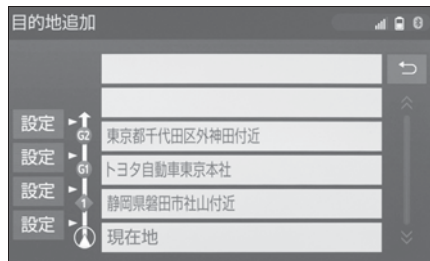 目的地追加
設定
G2
東京都千代田区外神田付近
設定
G1
トヨタ自動車東京本社
設定
1
静岡県磐田市社山付近
設定
現在地